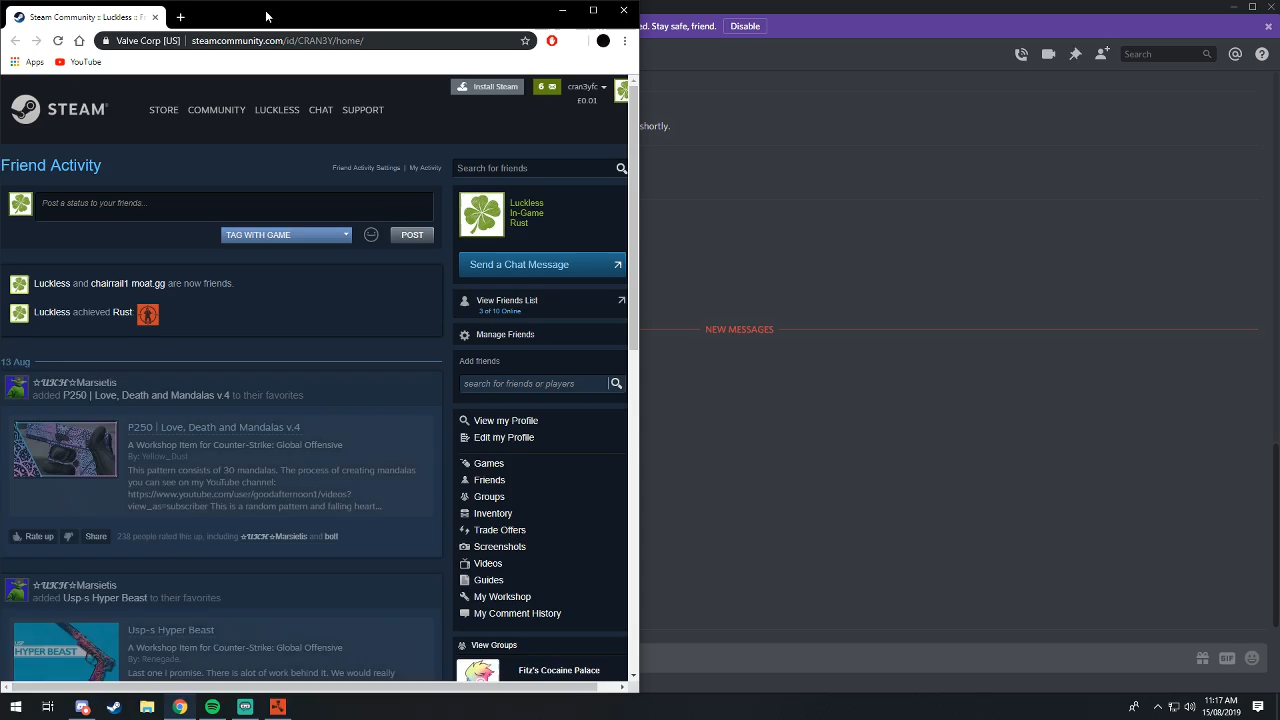 Steam Community :: Luckless :: Fr
Valve Corp [US] | steamcommunity.com/id/CRAN3Y/home/
Apps YouTube
Install Steam 6 cran3yfc
£0.01
STEAM STORE COMMUNITY LUCKLESS CHAT SUPPORT
Friend Activity
Friend Activity Settings | My Activity
Post a status to your friends...
TAG WITH GAME POST
Luckless and chairrail1 moat.gg are now friends.
Luckless achieved Rust:
13 Aug
☆𝓤𝓚𝓗☆Marsietis
added P250 | Love, Death and Mandalas v.4 to their favorites
P250 | Love, Death and Mandalas v.4
A Workshop Item for Counter-Strike: Global Offensive
By: Yellow_Dust
This pattern consists of 30 mandalas. The process of creating mandalas
you can see on my YouTube channel:
https://www.youtube.com/user/goodafternoon1/videos?
view_as=subscriber This is a random pattern and falling heart...
Rate up Share 238 people rated this up, including ☆𝓤𝓚𝓗☆Marsietis and botl
☆𝓤𝓚𝓗☆Marsietis
added Usp-s Hyper Beast to their favorites
USP
HYPER BEAST
Usp-s Hyper Beast
A Workshop Item for Counter-Strike: Global Offensive
By: Renegade,
Last one I promise. There is alot of work behind it. We would really
Search for friends
Luckless
In-Game
Rust
Send a Chat Message
View Friends List
3 of 10 Online
Manage Friends
Add friends
search for friends or players
View my Profile
Edit my Profile
Games
Friends
Groups
Inventory
Trade Offers
Screenshots
Videos
Guides
My Workshop
My Comment History
View Groups
Fitz's Cocaine Palace
d. Stay safe, friend. Disable
Search
shortly.
NEW MESSAGES
GIF
11:17 AM
15/08/2019